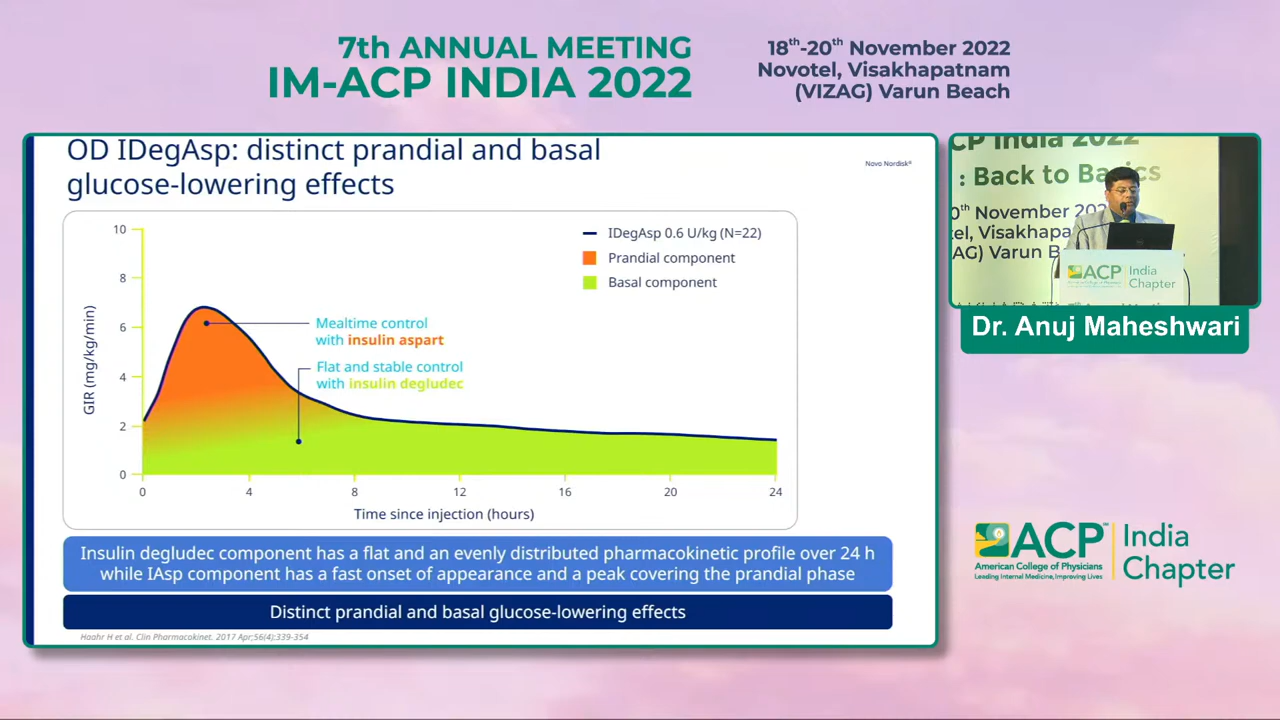 7th ANNUAL MEETING
IM-ACP INDIA 2022
18th-20th November 2022
Novotel, Visakhapatnam
(VIZAG) Varun Beach
OD IDegAsp: distinct prandial and basal
glucose-lowering effects
Novo Nordisk®
10
8
6
4
2
0
GIR (mg/kg/min)
IDegAsp 0.6 U/kg (N=22)
Prandial component
Basal component
Mealtime control
with insulin aspart
Flat and stable control
with insulin degludec
0 4 8 12 16 20 24
Time since injection (hours)
Insulin degludec component has a flat and an evenly distributed pharmacokinetic profile over 24 h
while IAsp component has a fast onset of appearance and a peak covering the prandial phase
Distinct prandial and basal glucose-lowering effects
Haahr H et al. Clin Pharmacokinet. 2017 Apr;56(4):339-354
CP India 2022
: Back to Basics
0th November 202
tel, Visakhapa
AG) Varun B
ACP India
Chapter
Dr. Anuj Maheshwari
ACP™ India
American College of Physicians
Leading Internal Medicine, Improving Lives
Chapter